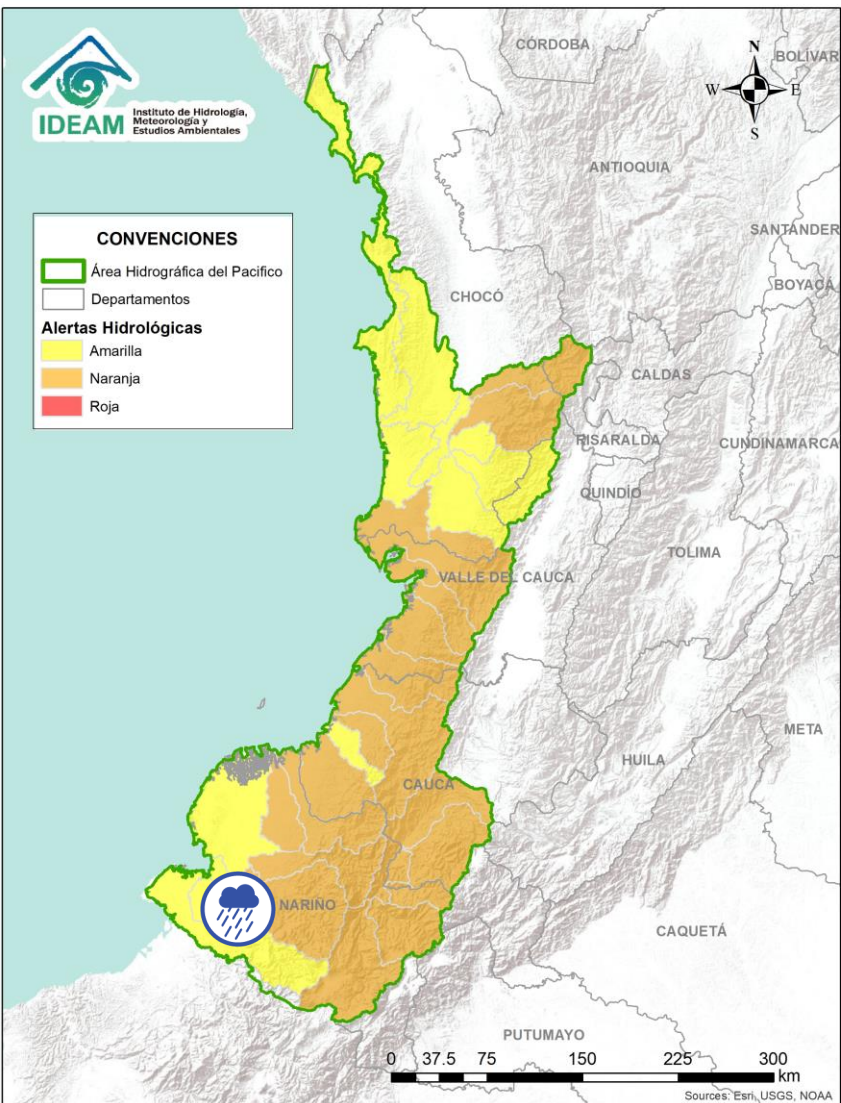 IDEAM
Instituto de Hidrología,
Meteorología y
Estudios Ambientales
CÓRDOBA
BOLÍVAR
N
W
E
S
ANTIOQUIA
SANTANDER
BOYACÁ
CONVENCIONES
Área Hidrográfica del Pacifico
Departamentos
Alertas Hidrológicas
Amarilla
Naranja
Roja
CHOCÓ
CALDAS
RISARALDA
CUNDINAMARCA
QUINDÍO
TOLIMA
VALLE DEL CAUCA
META
HUILA
CAUCA
NARIÑO
CAQUETÁ
PUTUMAYO
0 37.5 75 150 225 300
km
Sources: Esri, USGS, NOAA